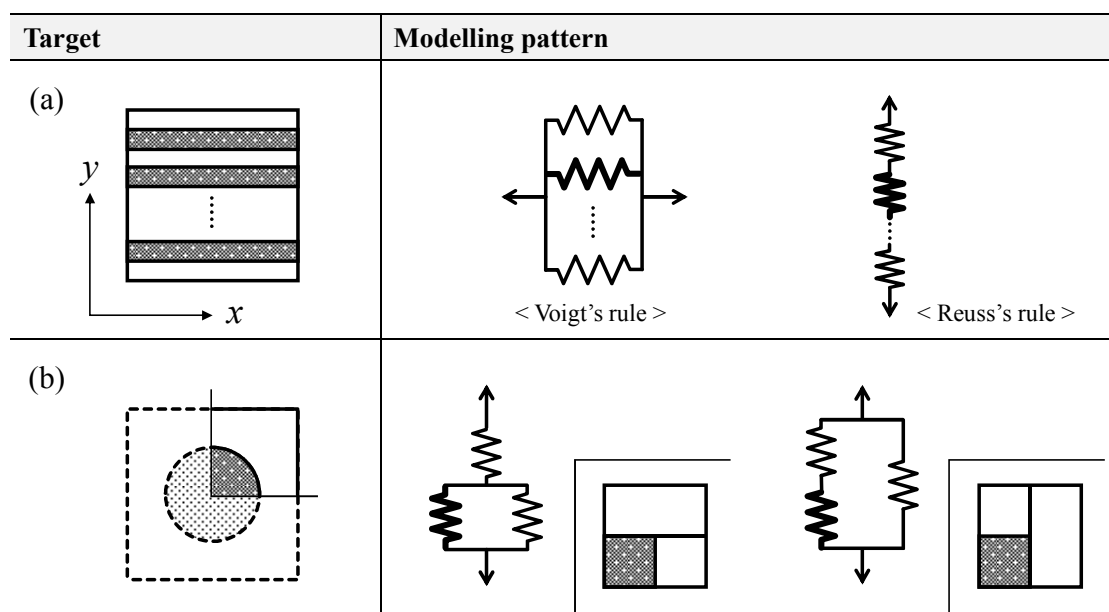 Target Modelling pattern
(a)
y
x
< Voigt’s rule > < Reuss’s rule >
(b)